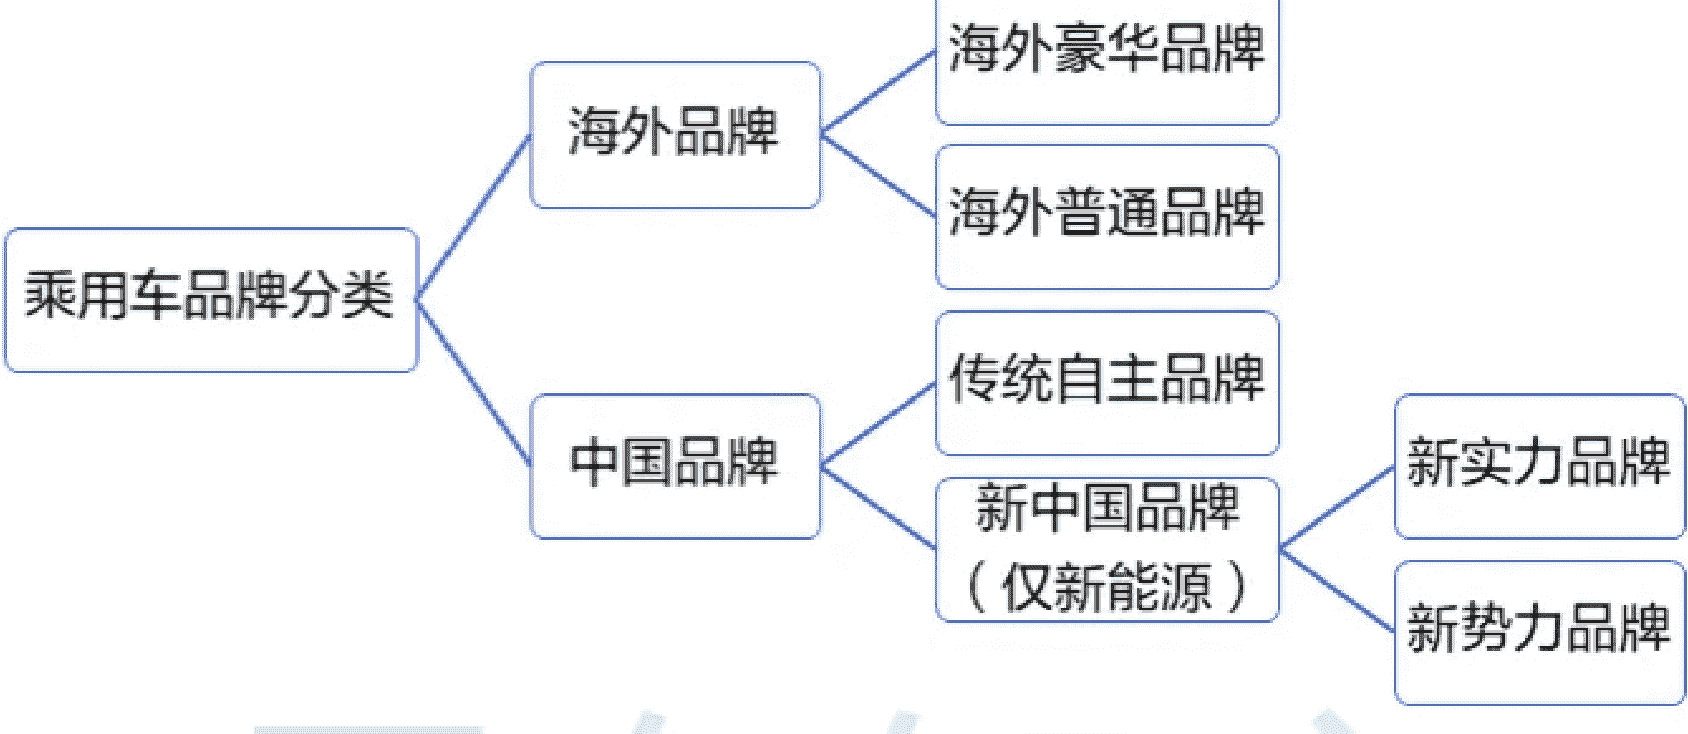 乘用车品牌分类
海外品牌
海外豪华品牌
海外普通品牌
中国品牌
传统自主品牌
新中国品牌
（仅新能源）
新实力品牌
新势力品牌